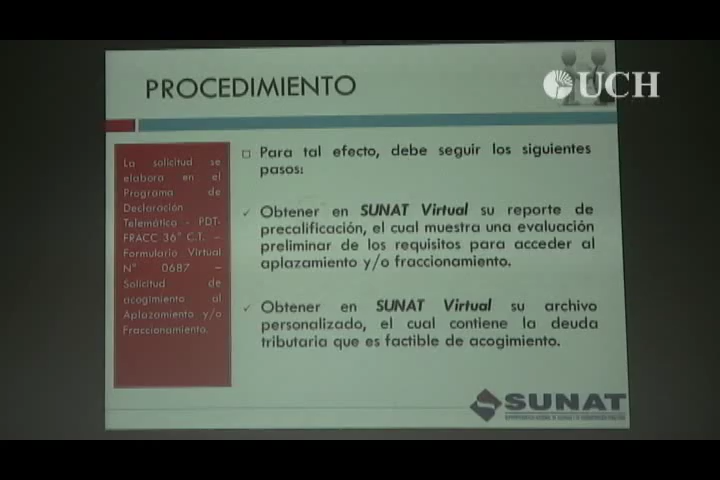 PROCEDIMIENTO
UCH
La solicitud se
elabora en el
Programa de
Declaración
Telemática - PDT-
FRACC 36° C.T. –
Formulario Virtual
N° 0687 –
Solicitud de
acogimiento al
Aplazamiento y/o
Fraccionamiento.
Para tal efecto, debe seguir los siguientes
pasos:
Obtener en SUNAT Virtual su reporte de
precalificación, el cual muestra una evaluación
preliminar de los requisitos para acceder al
aplazamiento y/o fraccionamiento.
Obtener en SUNAT Virtual su archivo
personalizado, el cual contiene la deuda
tributaria que es factible de acogimiento.
SUNAT